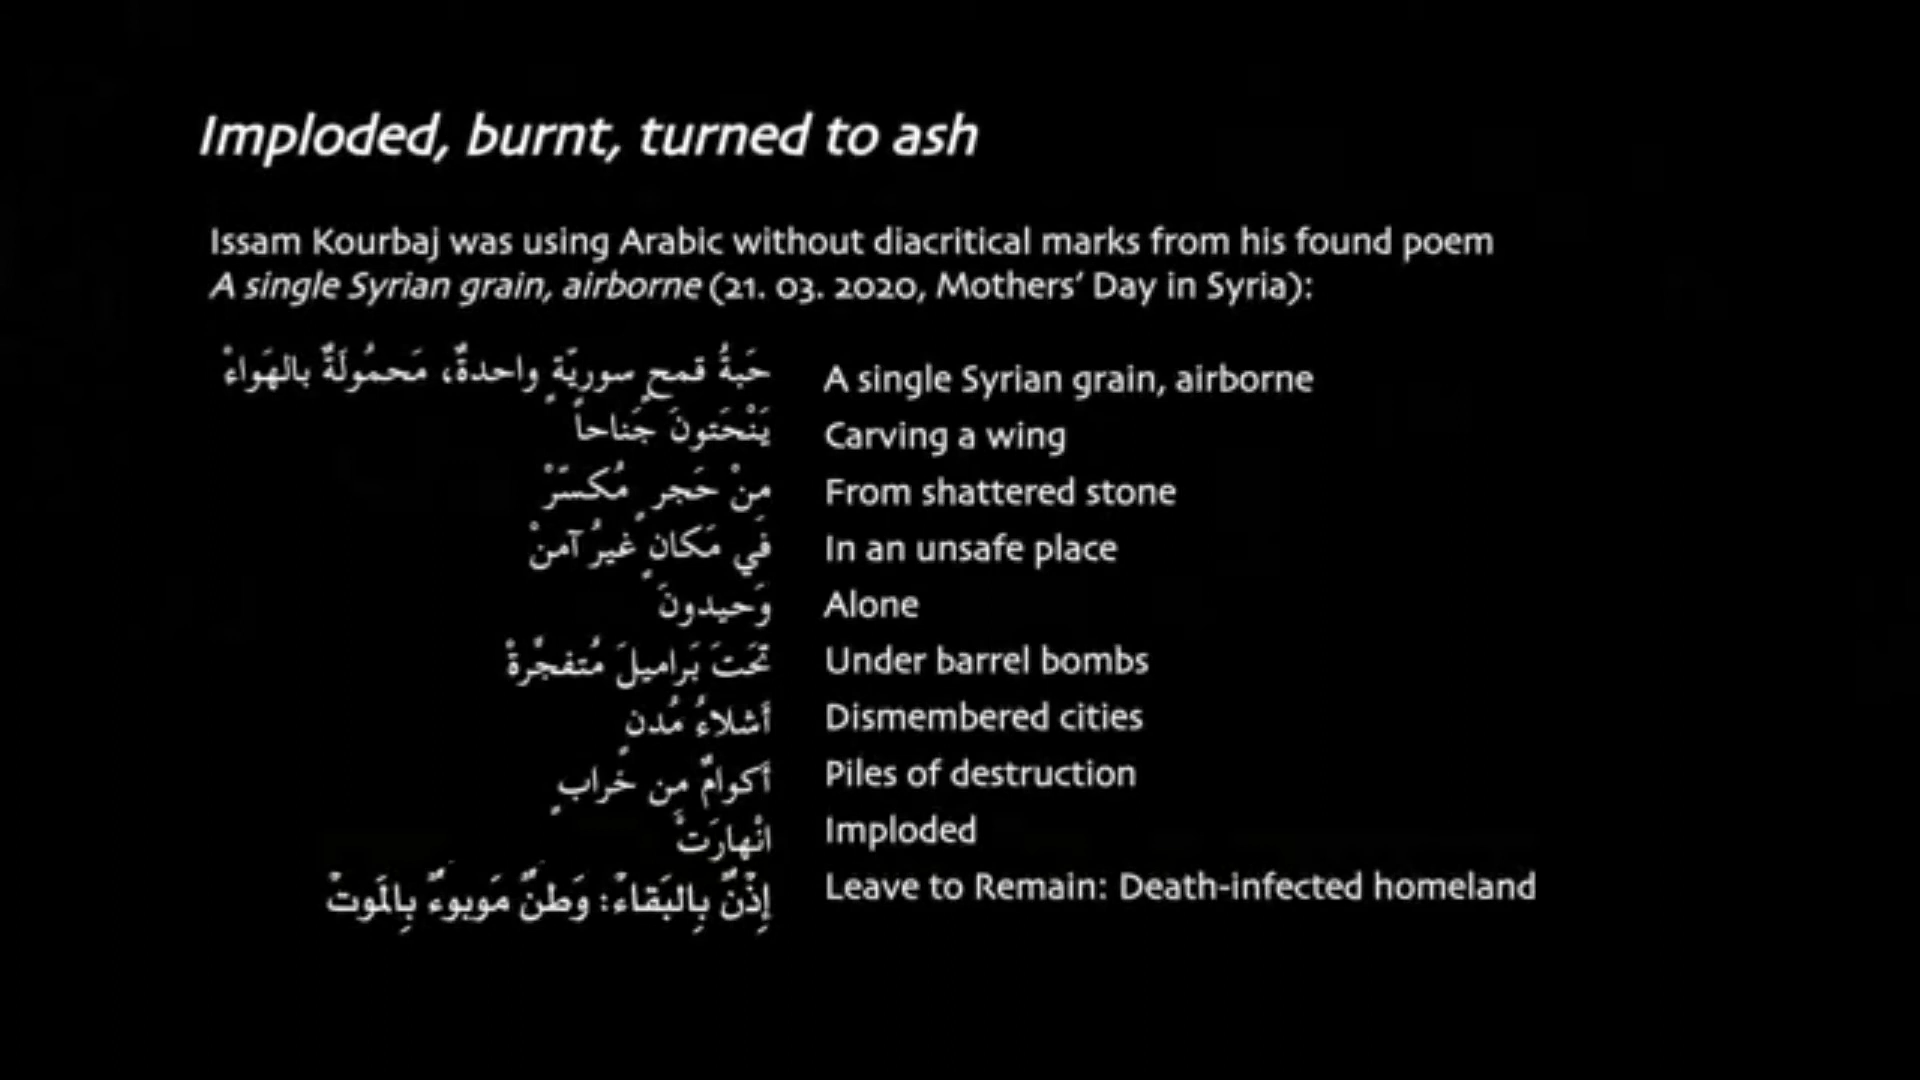 Imploded, burnt, turned to ash
Issam Kourbaj was using Arabic without diacritical marks from his found poem
A single Syrian grain, airborne (21. 03. 2020, Mothers’ Day in Syria):
حَبةُ قمحٍ سوريّةٍ واحدةٌ، مَحمُولَةٌ بالهَواءْ
A single Syrian grain, airborne
يَنْحَتونَ جَناحاً
Carving a wing
مِنْ حَجرٍ مُكسَّرْ
From shattered stone
في مَكانٍ غيرُ آمنْ
In an unsafe place
وَحيدونَ
Alone
تَحَتَ بَراميلَ مُتفجِّرةْ
Under barrel bombs
أشلاءُ مُدنٍ
Dismembered cities
أكوامٌ من خَرابٍ
Piles of destruction
انْهارَتْ
Imploded
إِذْنٌ بِالبَقاءْ: وَطنٌ مَوبوءٌ بِالمَوتْ
Leave to Remain: Death-infected homeland